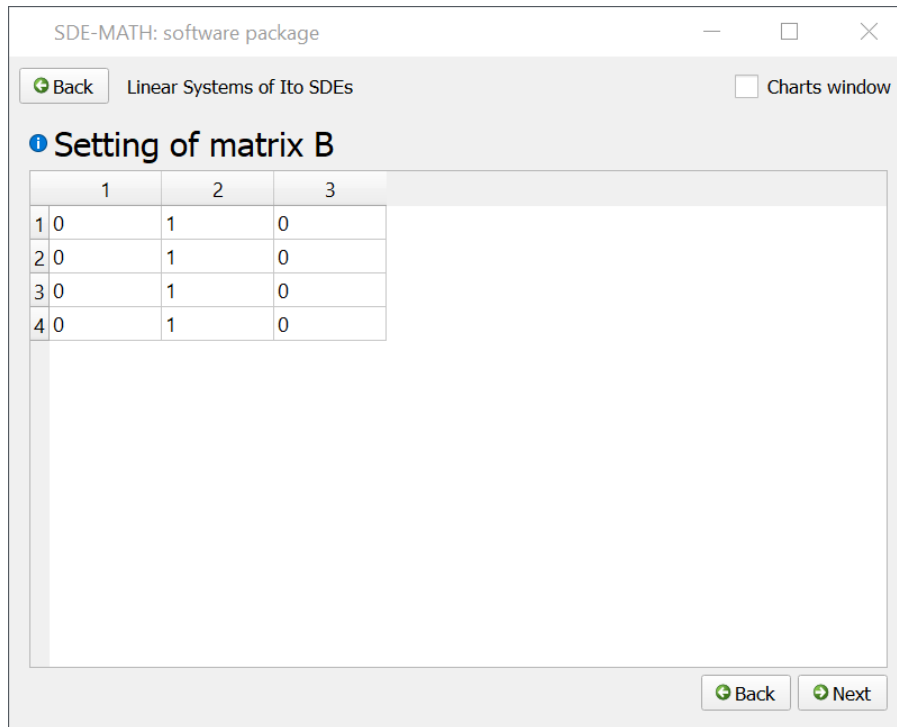 SDE-MATH: software package
Back Linear Systems of Ito SDEs Charts window
Setting of matrix B
1 2 3
1 0 1 0
2 0 1 0
3 0 1 0
4 0 1 0
Back Next